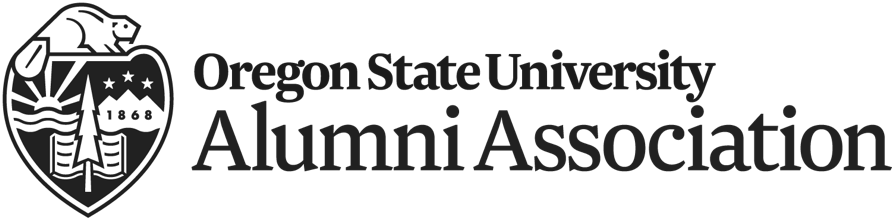 1868
Oregon State University
Alumni Association